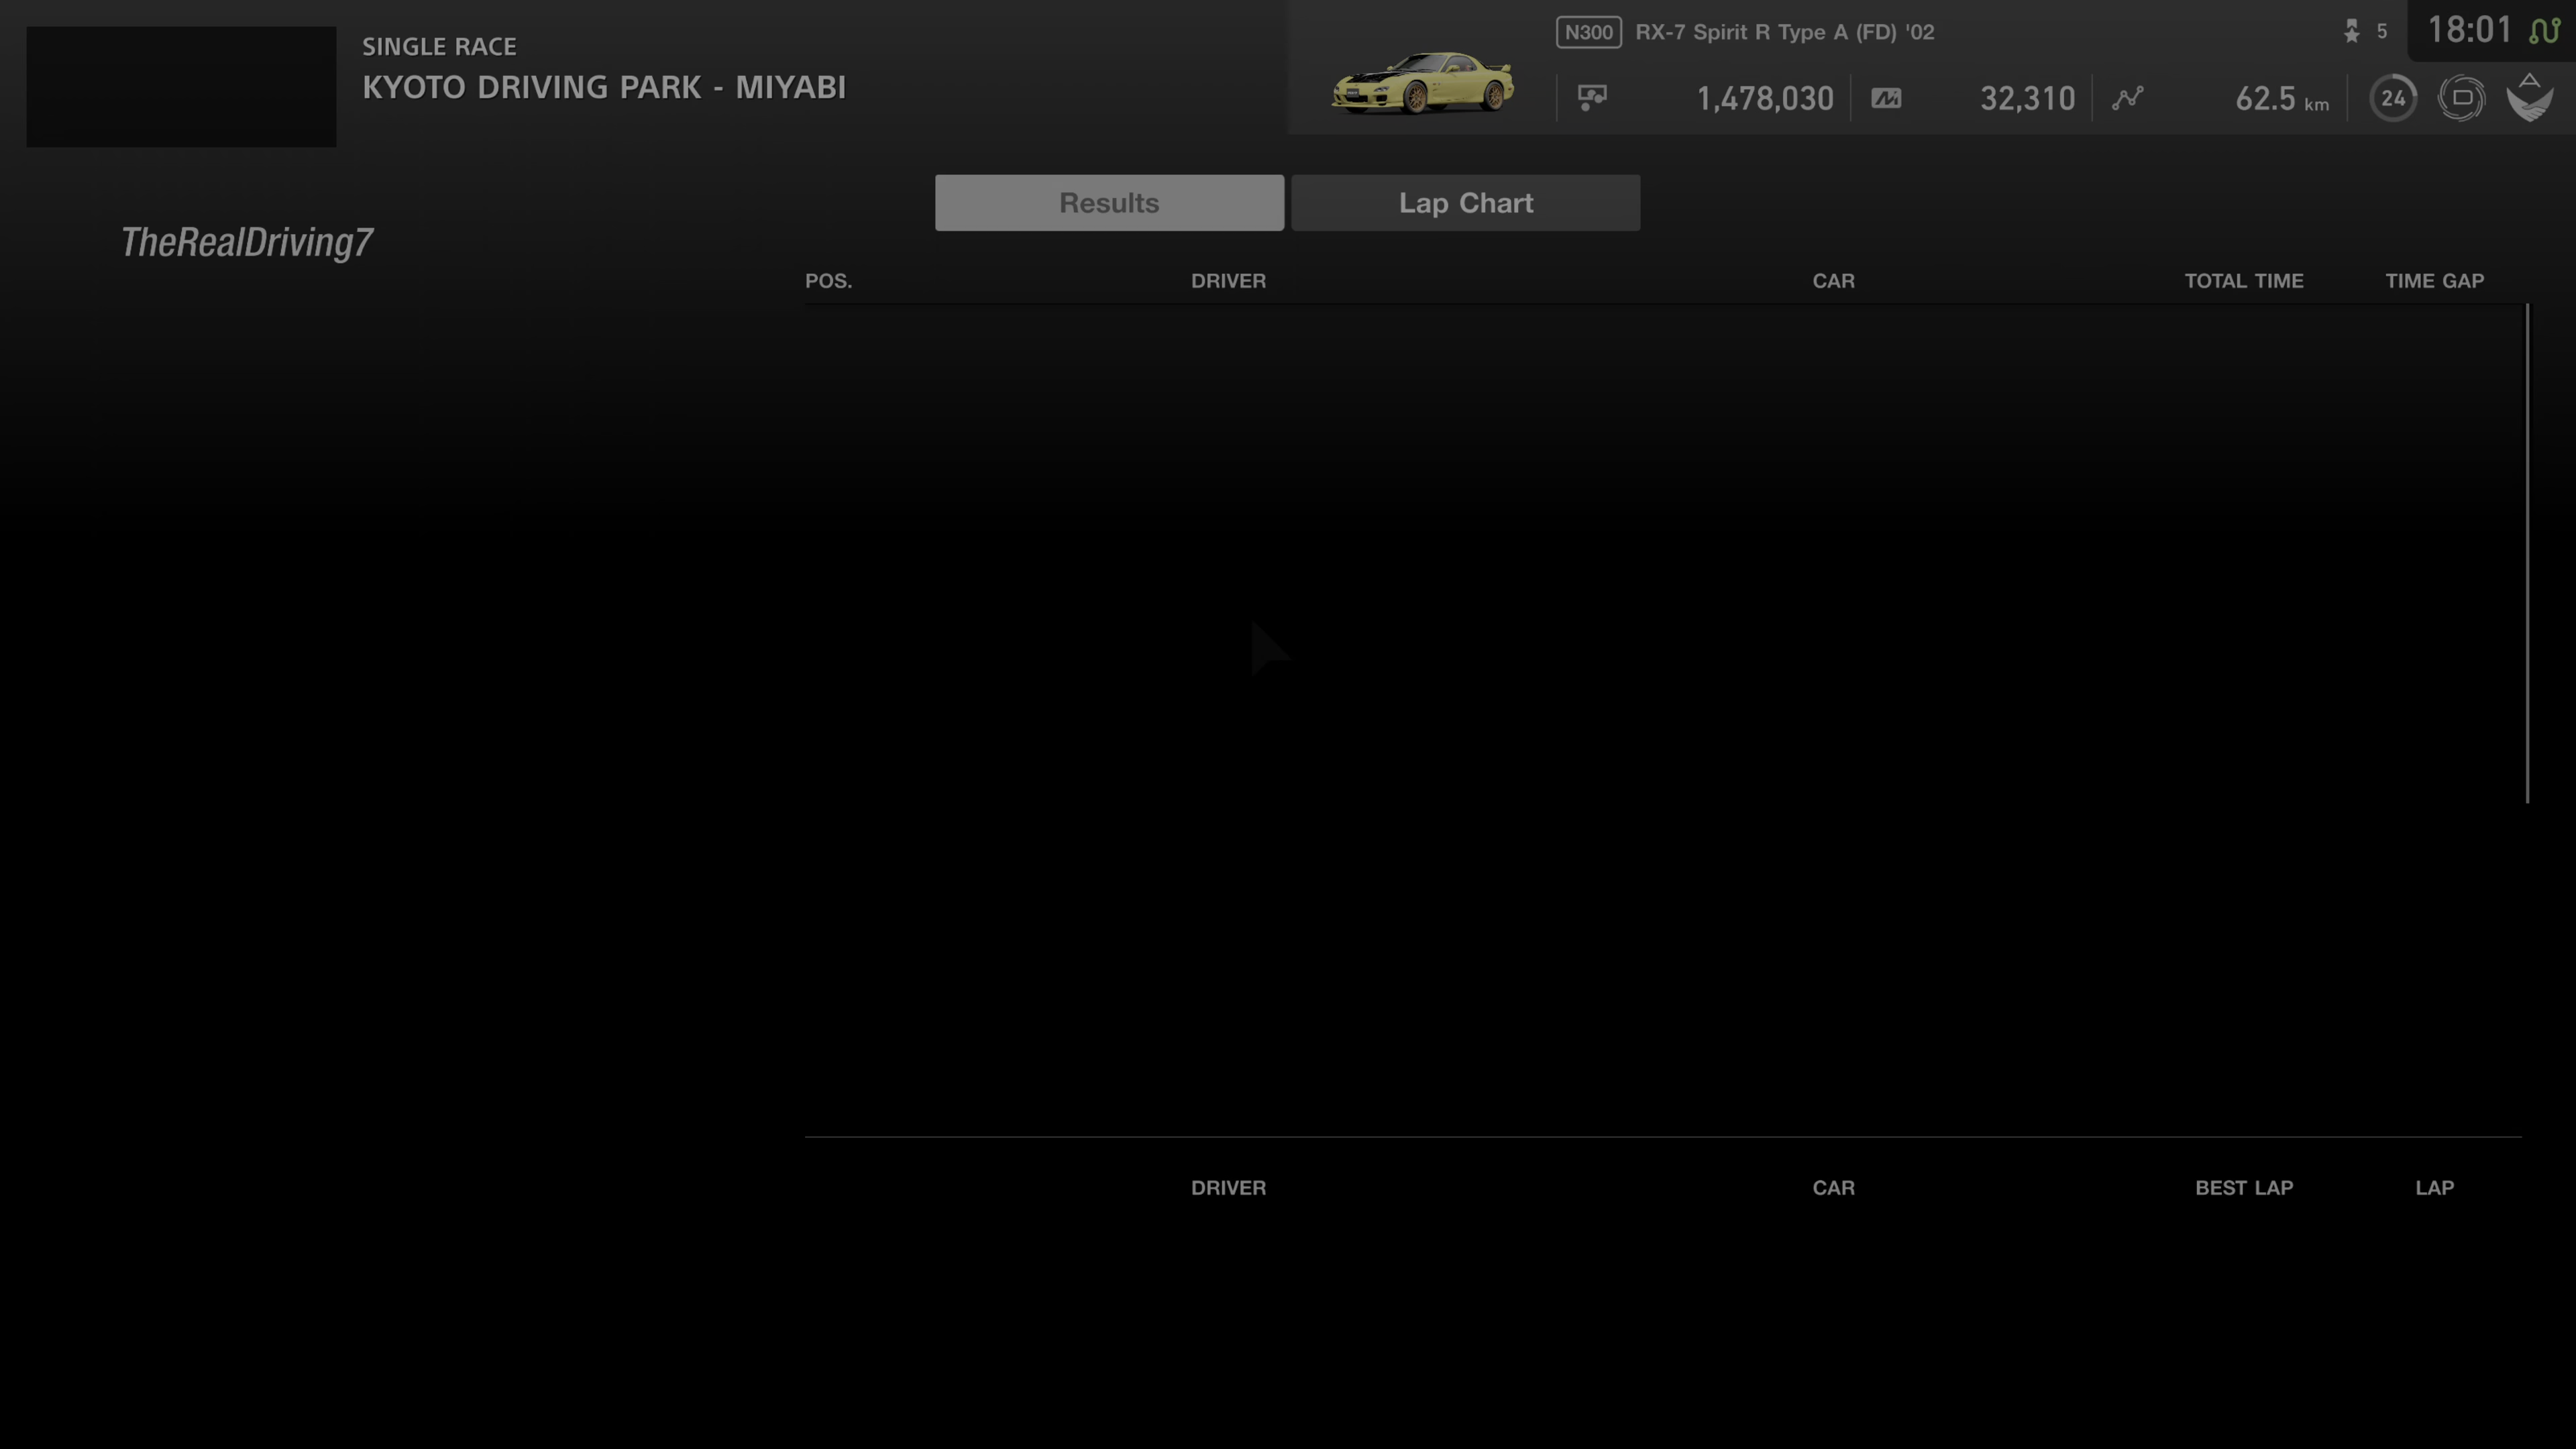 SINGLE RACE
KYOTO DRIVING PARK - MIYABI
N300 RX-7 Spirit R Type A (FD) '02
5
18:01
1,478,030
32,310
62.5 km
24
D
A
Results
Lap Chart
TheRealDriving7
POS. DRIVER CAR TOTAL TIME TIME GAP
DRIVER CAR BEST LAP LAP